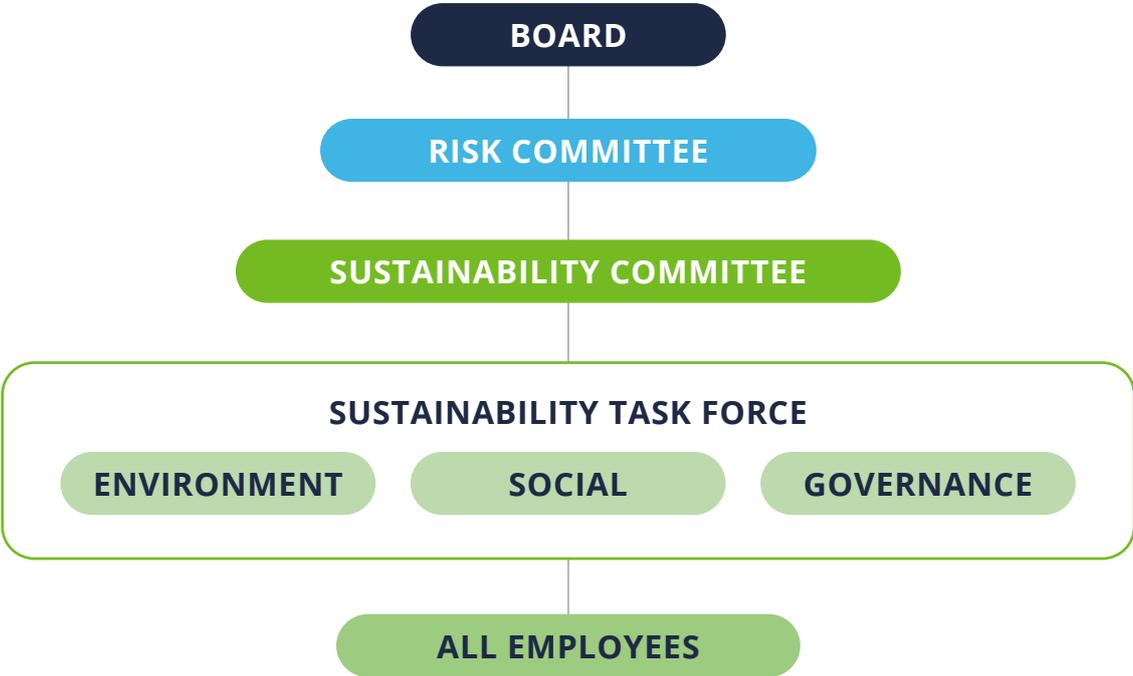 BOARD
RISK COMMITTEE
SUSTAINABILITY COMMITTEE
SUSTAINABILITY TASK FORCE
ENVIRONMENT SOCIAL GOVERNANCE
ALL EMPLOYEES